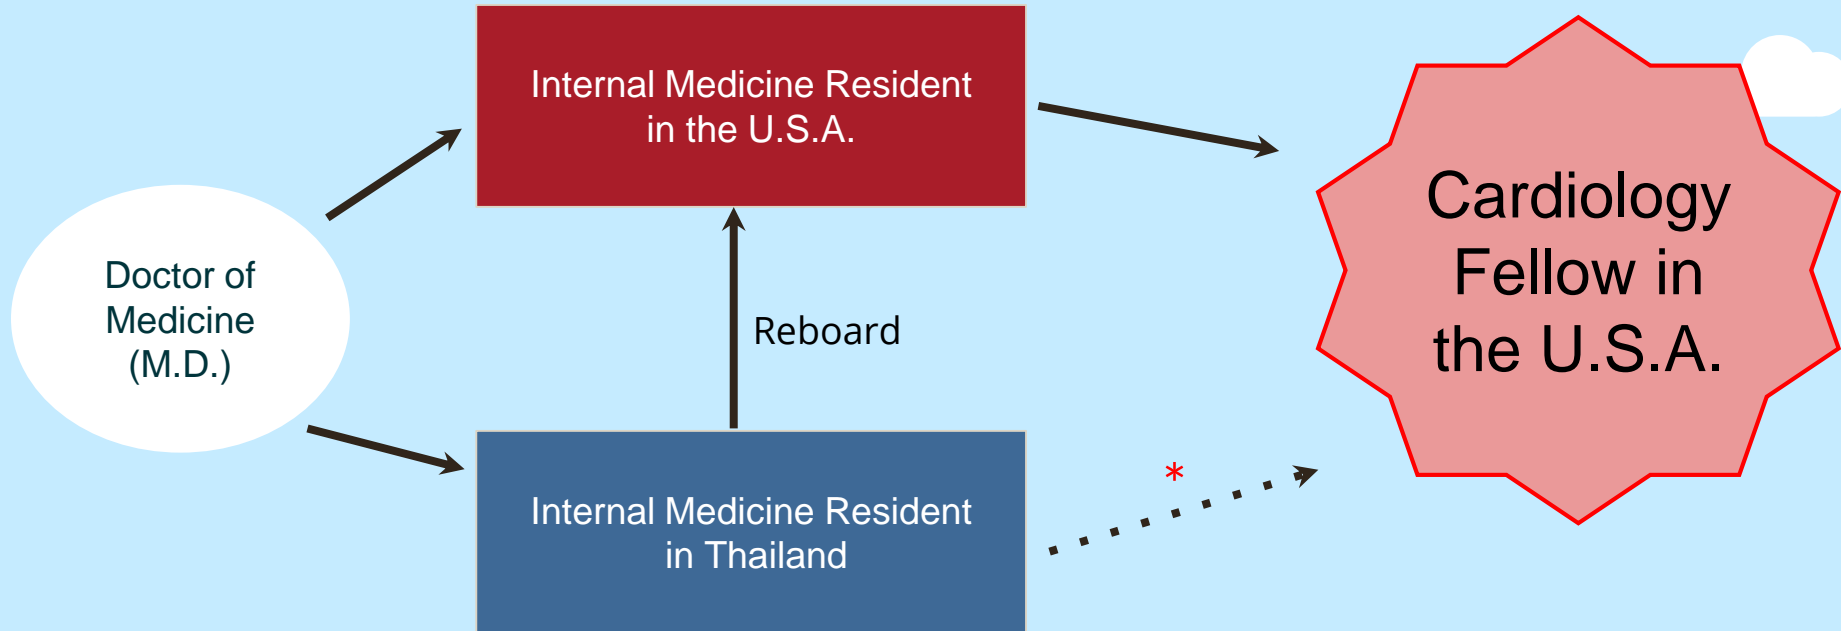 Internal Medicine Resident
in the U.S.A.
Doctor of
Medicine
(M.D.)
Reboard
Cardiology
Fellow in
the U.S.A.
*
Internal Medicine Resident
in Thailand